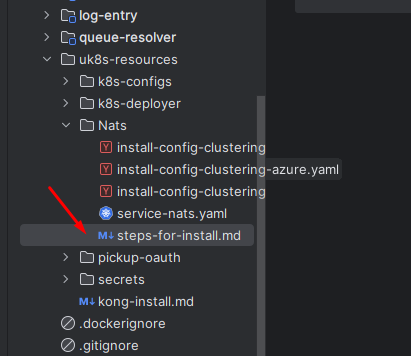 log-entry
queue-resolver
uk8s-resources
k8s-configs
k8s-deployer
Nats
Y install-config-clustering
Y install-config-clustering-azure.yaml
Y install-config-clustering
service-nats.yaml
M↓ steps-for-install.md
pickup-oauth
secrets
M↓ kong-install.md
.dockerignore
.gitignore